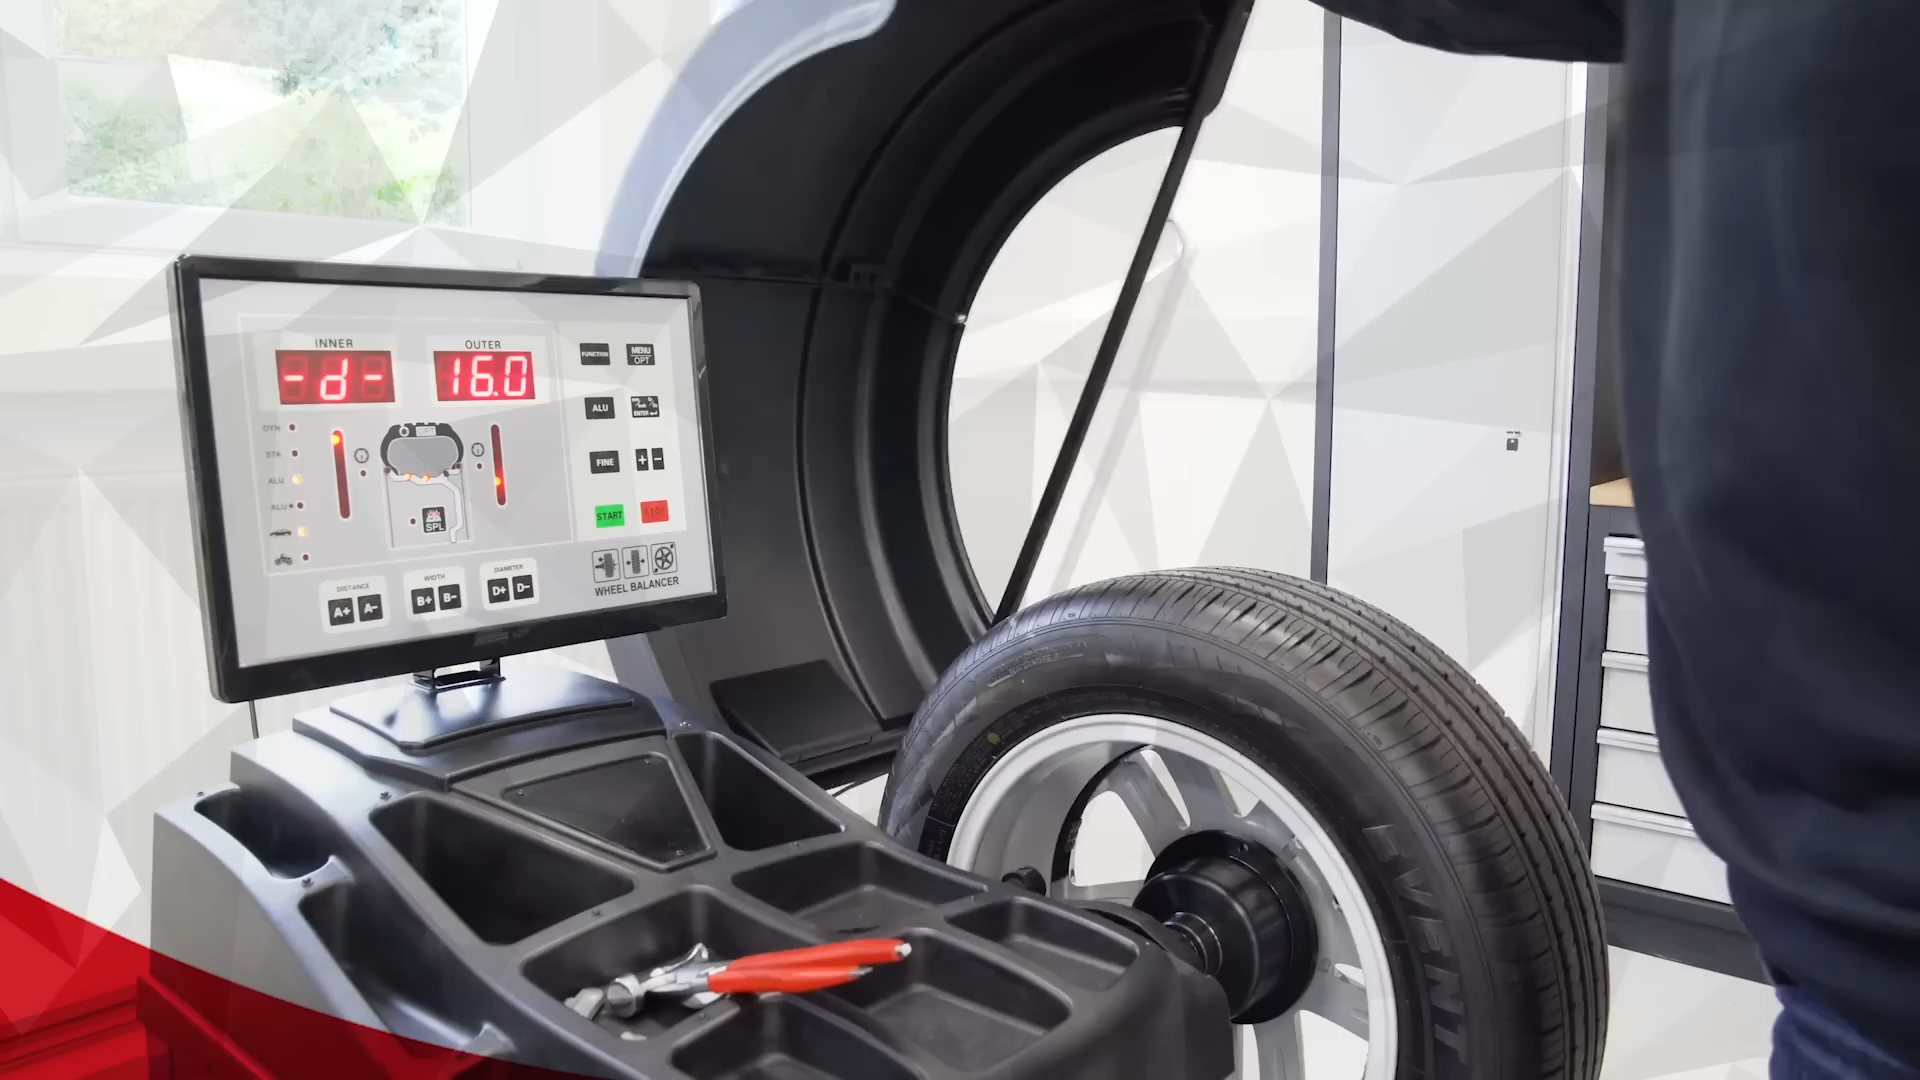 INNER
OUTER
-d-
16.0
FUNCTION
MENU
OPT
ALU
ENTER
FINE
+
-
START
STOP
DYN
STA
ALU
ALU
OPT
SPL
DISTANCE
A+
A-
WIDTH
B+
B-
DIAMETER
D+
D-
WHEEL BALANCER
EVENT